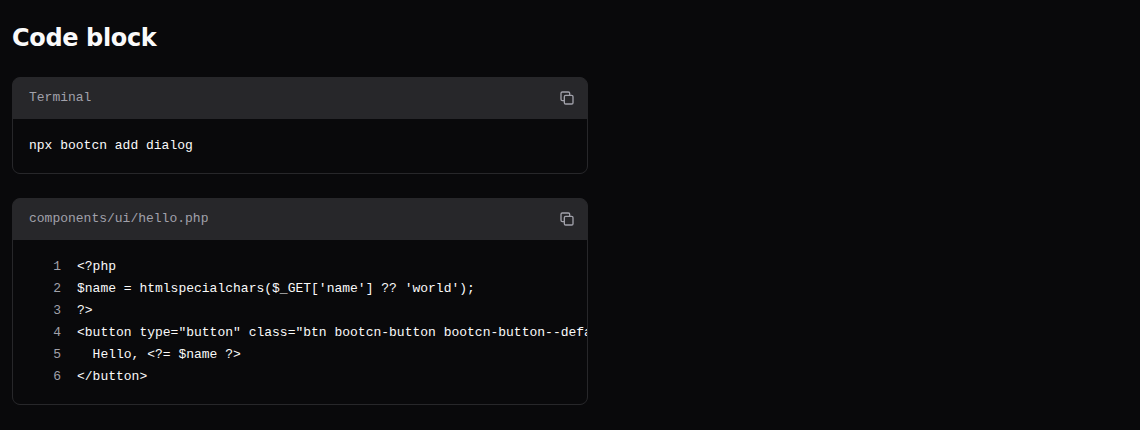 Code block
Terminal
npx bootcn add dialog
components/ui/hello.php
1 <?php
2 $name = htmlspecialchars($_GET['name'] ?? 'world');
3 ?>
4 <button type="button" class="btn bootcn-button bootcn-button--defa
5   Hello, <?= $name ?>
6 </button>